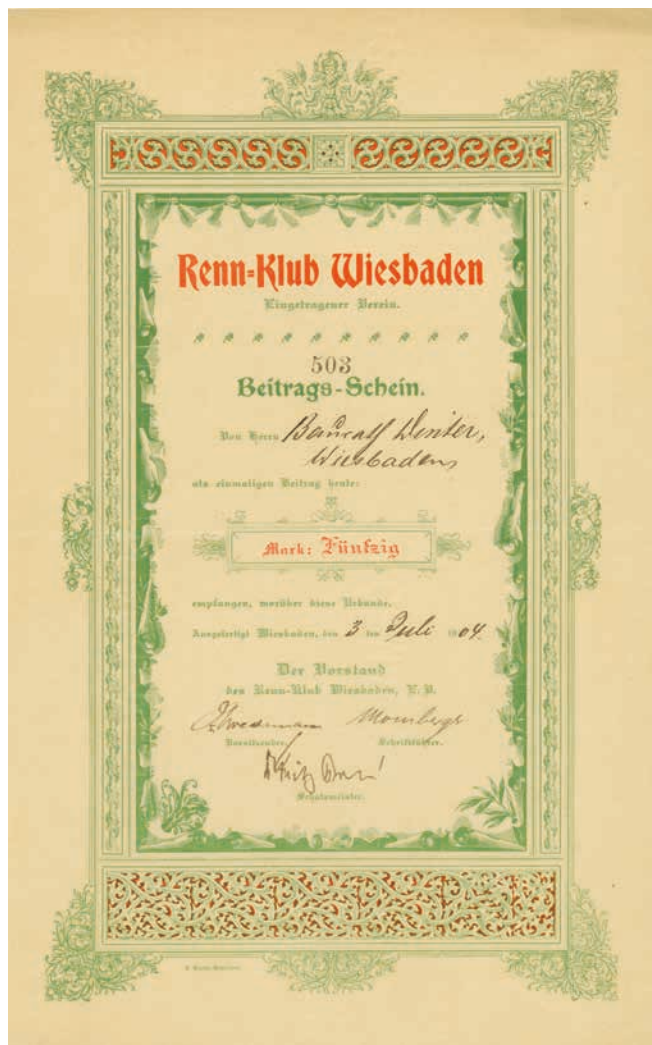 Renn=Klub Wiesbaden
Eingetragener Verein.
503
Beitrags-Schein.
Von Herrn Baurath Winter,
Wiesbaden,
als einmaligen Beitrag heute:
Mark: Fünfzig
empfangen, worüber diese Urkunde.
Ausgefertigt Wiesbaden, den 3 ten Juli 1904.
Der Vorstand
des Renn-Klub Wiesbaden, E. V.
Vorsitzender. Schriftführer.
Fritz
Schatzmeister.